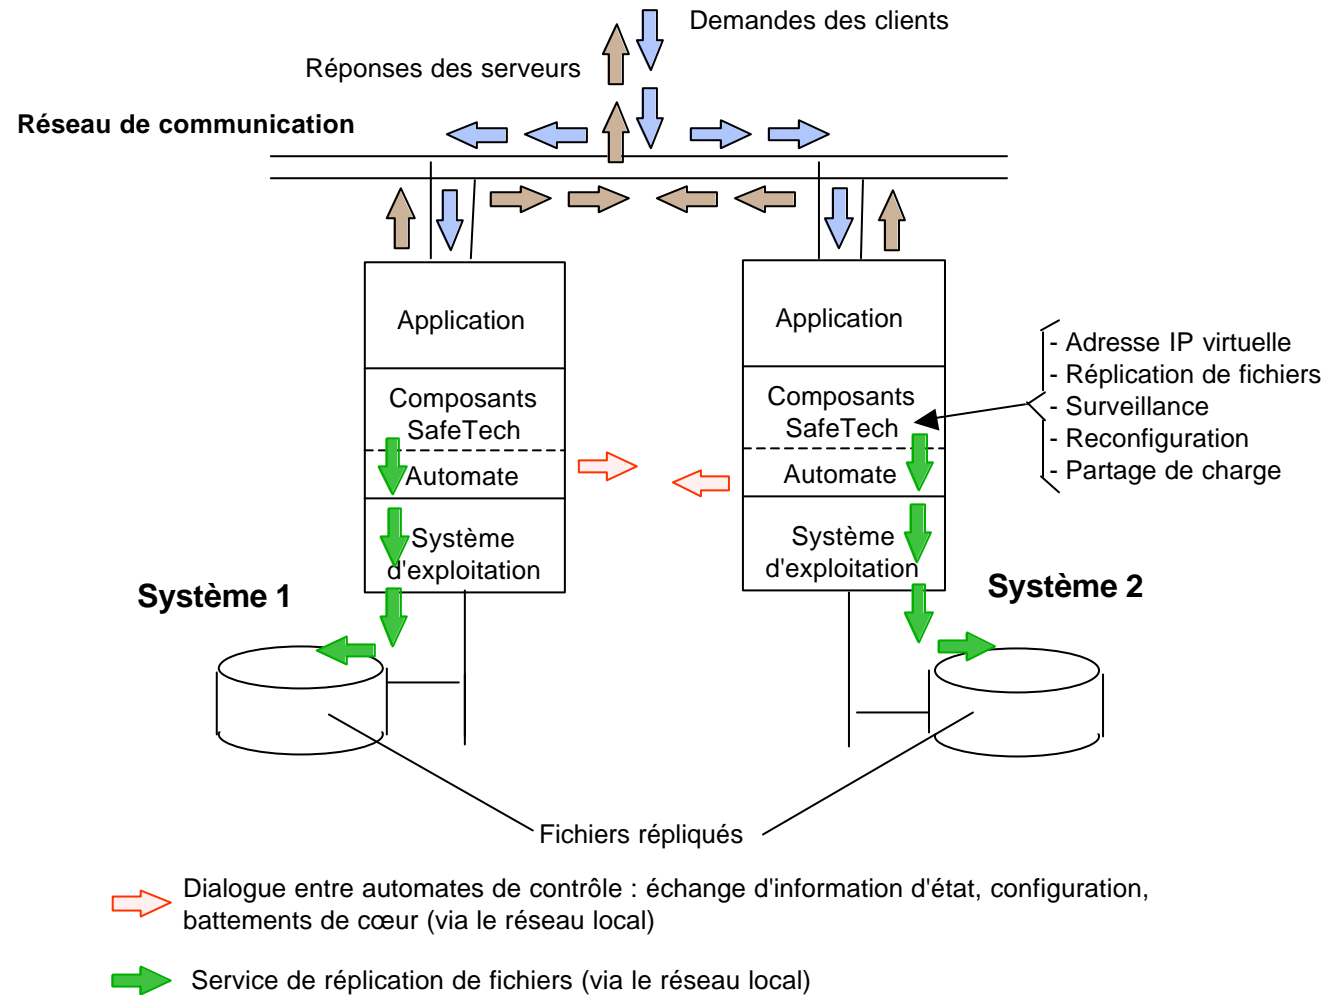 Demandes des clients
Réponses des serveurs
Réseau de communication
Application
Composants
SafeTech
Automate
Système
d'exploitation
Système 1
Application
Composants
SafeTech
Automate
Système
d'exploitation
Système 2
- Adresse IP virtuelle
- Réplication de fichiers
- Surveillance
- Reconfiguration
- Partage de charge
Fichiers répliqués
Dialogue entre automates de contrôle : échange d'information d'état, configuration,
battements de cœur (via le réseau local)
Service de réplication de fichiers (via le réseau local)